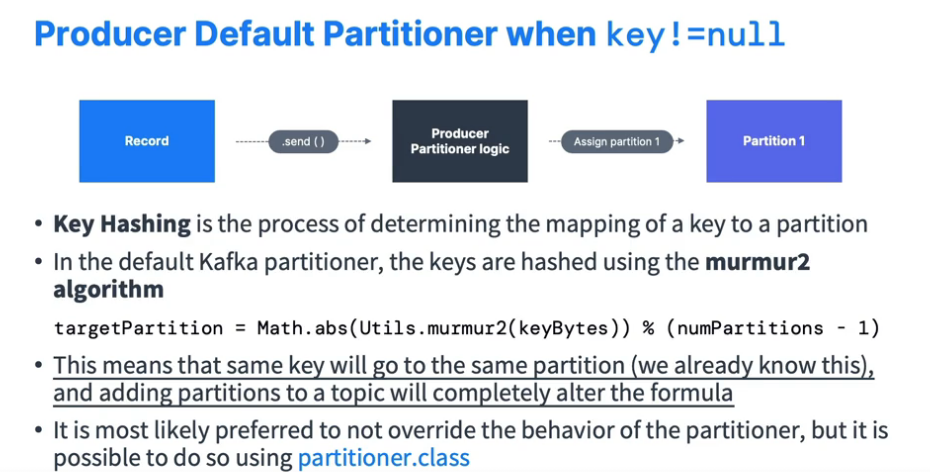 Producer Default Partitioner when key!=null
Record
.send ()
Producer
Partitioner logic
Assign partition 1
Partition 1
• Key Hashing is the process of determining the mapping of a key to a partition
• In the default Kafka partitioner, the keys are hashed using the murmur2
algorithm
targetPartition = Math.abs(Utils.murmur2(keyBytes)) % (numPartitions - 1)
• This means that same key will go to the same partition (we already know this),
and adding partitions to a topic will completely alter the formula
• It is most likely preferred to not override the behavior of the partitioner, but it is
possible to do so using partitioner.class